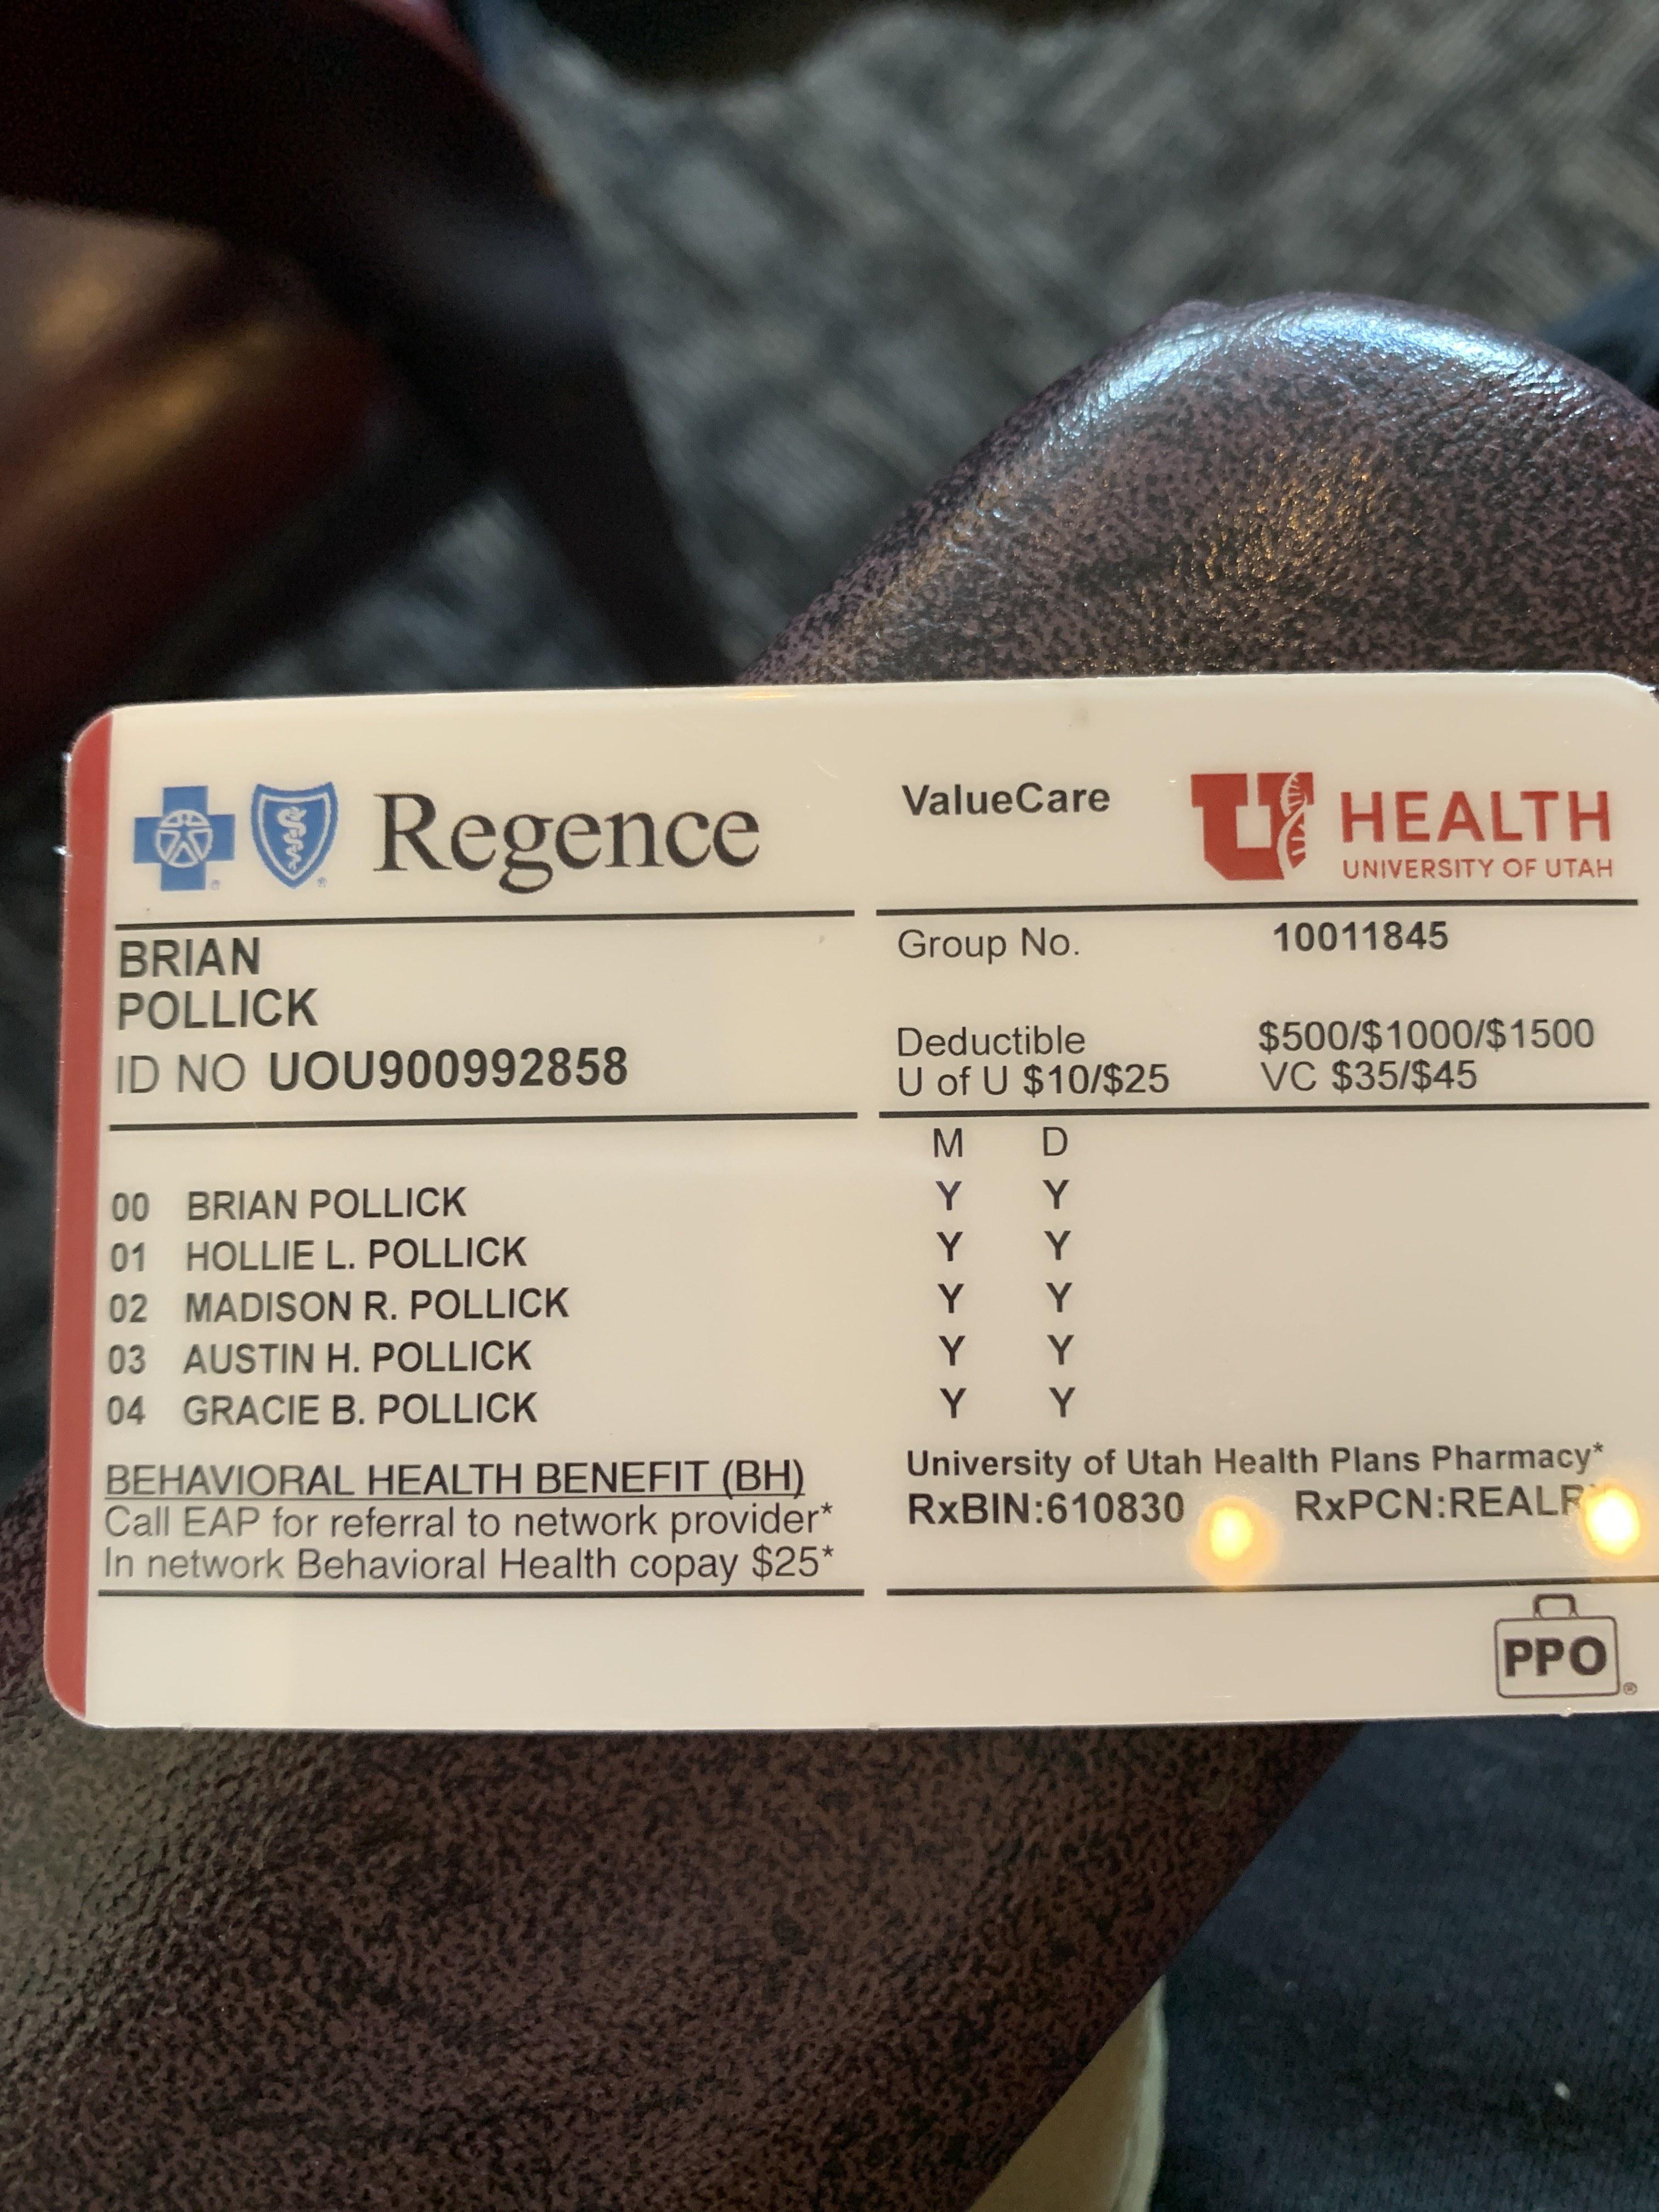 Regence
ValueCare
U HEALTH
UNIVERSITY OF UTAH
BRIAN
POLLICK
ID NO UOU900992858
Group No. 10011845
Deductible $500/$1000/$1500
U of U $10/$25 VC $35/$45
M D
00 BRIAN POLLICK Y Y
01 HOLLIE L. POLLICK Y Y
02 MADISON R. POLLICK Y Y
03 AUSTIN H. POLLICK Y Y
04 GRACIE B. POLLICK Y Y
BEHAVIORAL HEALTH BENEFIT (BH)
Call EAP for referral to network provider*
In network Behavioral Health copay $25*
University of Utah Health Plans Pharmacy*
RxBIN:610830
PPO®